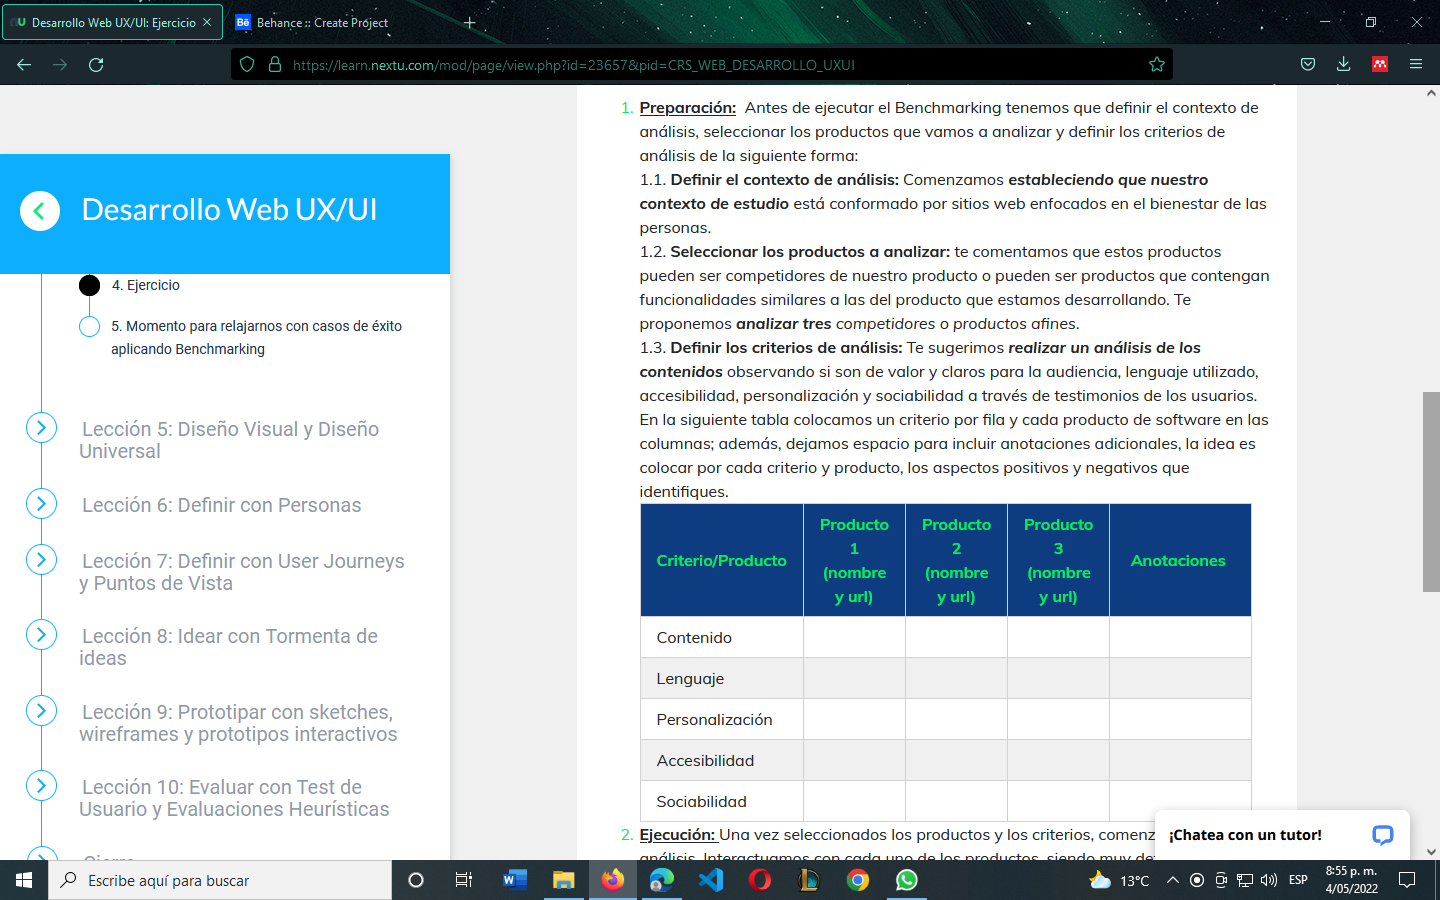 Desarrollo Web UX/UI: Ejercicio
Behance :: Create Project
https://learn.nextu.com/mod/page/view.php?id=23657&pid=CRS_WEB_DESARROLLO_UXUI
Desarrollo Web UX/UI
4. Ejercicio
5. Momento para relajarnos con casos de éxito
aplicando Benchmarking
Lección 5: Diseño Visual y Diseño
Universal
Lección 6: Definir con Personas
Lección 7: Definir con User Journeys
y Puntos de Vista
Lección 8: Idear con Tormenta de
ideas
Lección 9: Prototipar con sketches,
wireframes y prototipos interactivos
Lección 10: Evaluar con Test de
Usuario y Evaluaciones Heurísticas
Cierre
1. Preparación: Antes de ejecutar el Benchmarking tenemos que definir el contexto de
análisis, seleccionar los productos que vamos a analizar y definir los criterios de
análisis de la siguiente forma:
1.1. Definir el contexto de análisis: Comenzamos estableciendo que nuestro
contexto de estudio está conformado por sitios web enfocados en el bienestar de las
personas.
1.2. Seleccionar los productos a analizar: te comentamos que estos productos
pueden ser competidores de nuestro producto o pueden ser productos que contengan
funcionalidades similares a las del producto que estamos desarrollando. Te
proponemos analizar tres competidores o productos afines.
1.3. Definir los criterios de análisis: Te sugerimos realizar un análisis de los
contenidos observando si son de valor y claros para la audiencia, lenguaje utilizado,
accesibilidad, personalización y sociabilidad a través de testimonios de los usuarios.
En la siguiente tabla colocamos un criterio por fila y cada producto de software en las
columnas; además, dejamos espacio para incluir anotaciones adicionales, la idea es
colocar por cada criterio y producto, los aspectos positivos y negativos que
identifiques.
Criterio/Producto
Producto
1
(nombre
y url)
Producto
2
(nombre
y url)
Producto
3
(nombre
y url)
Anotaciones
Contenido
Lenguaje
Personalización
Accesibilidad
Sociabilidad
2. Ejecución: Una vez seleccionados los productos y los criterios, comenz
análisis. Interactuamos con cada uno de los productos, siendo muy de
¡Chatea con un tutor!
Escribe aquí para buscar
13°C
ESP
8:55 p. m.
4/05/2022